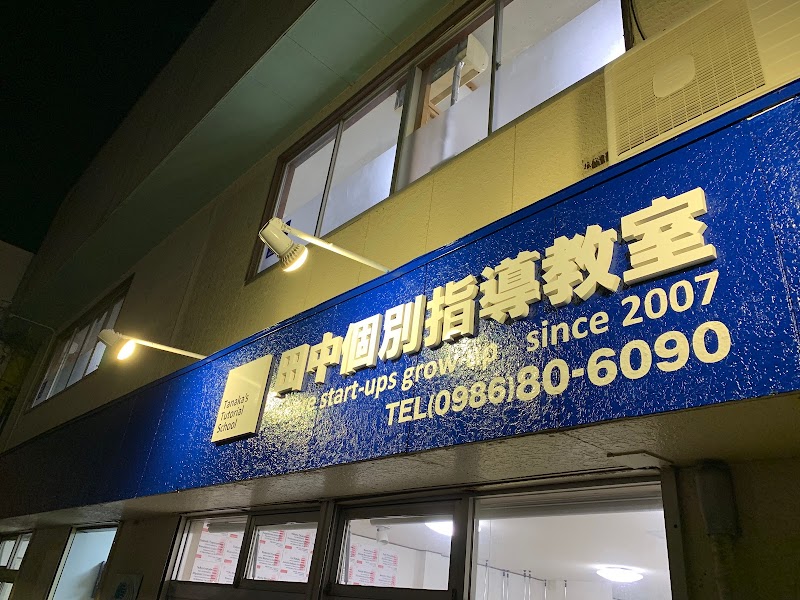 田中個別指導教室
start-ups grow up since 2007
TEL(0986)80-6090
Tanaka's
Tutorial
School